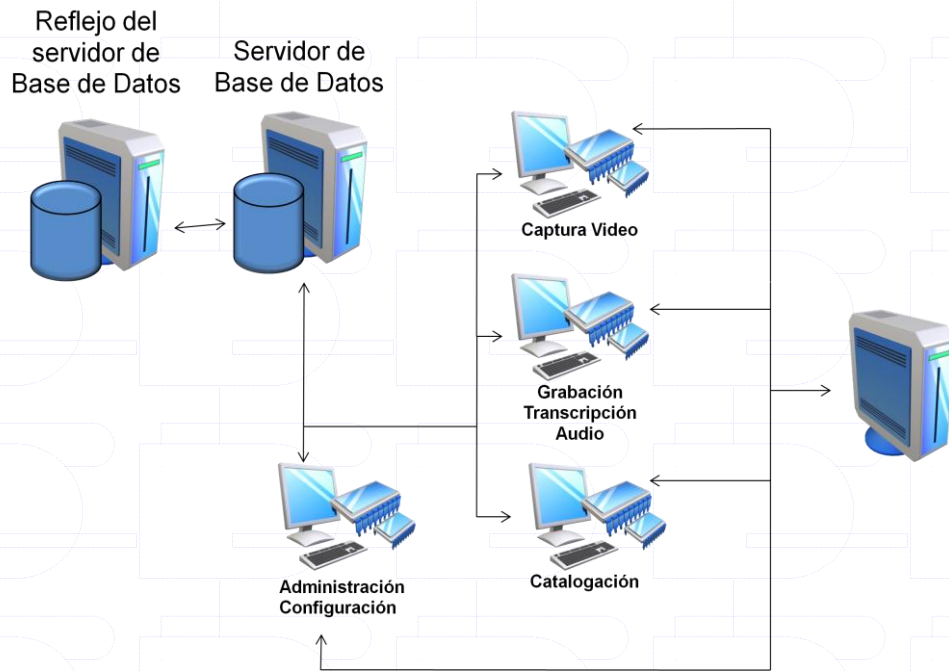 Reflejo del
servidor de
Base de Datos
Servidor de
Base de Datos
Captura Video
Grabación
Transcripción
Audio
Administración
Configuración
Catalogación